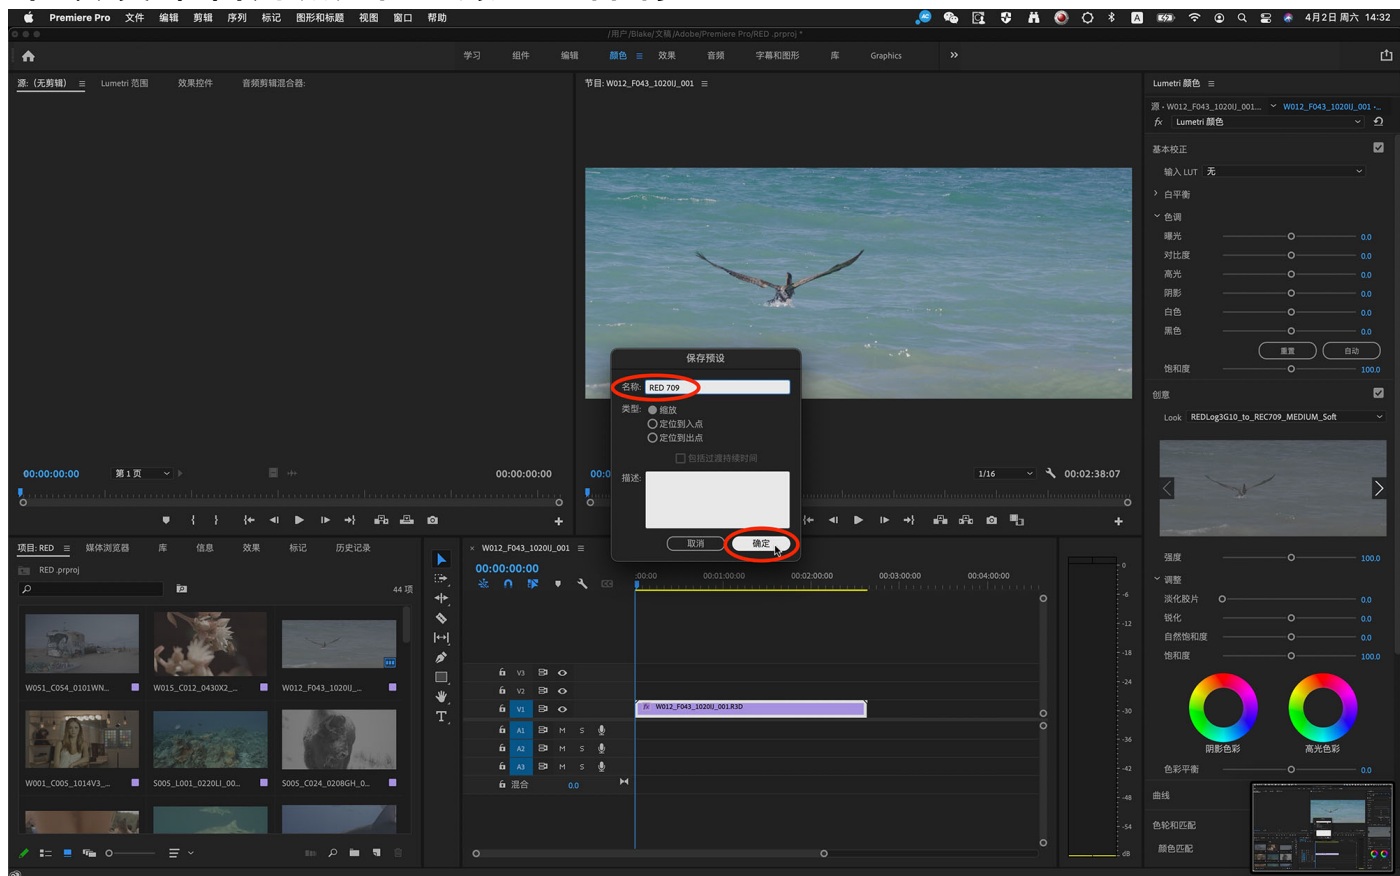 Premiere Pro 文件 编辑 剪辑 序列 标记 图形和标题 视图 窗口 帮助 4月2日 周六 14:32
/用户/Blake/文稿/Adobe/Premiere Pro/RED .prproj *
学习 组件 编辑 颜色 效果 音频 字幕和图形 库 Graphics
源: (无剪辑) Lumetri 范围 效果控件 音频剪辑混合器:
节目: W012_F043_1020IJ_001
Lumetri 颜色
源 • W012_F043_1020IJ_001... W012_F043_1020IJ_001 •...
fx Lumetri 颜色
基本校正
输入 LUT 无
白平衡
色调
曝光 0.0
对比度 0.0
高光 0.0
阴影 0.0
白色 0.0
黑色 0.0
重置 自动
饱和度 100.0
创意
Look REDLog3G10_to_REC709_MEDIUM_Soft
强度 100.0
调整
淡化胶片 0.0
锐化 0.0
自然饱和度 0.0
饱和度 100.0
阴影色彩 高光色彩
色彩平衡 0.0
曲线
色轮和匹配
颜色匹配
保存预设
名称: RED 709
类型: 缩放
定位到入点
定位到出点
包括过渡持续时间
描述:
取消 确定
00:00:00:00 第 1 页 00:00:00:00
00:0 1/16 00:02:38:07
项目: RED 媒体浏览器 库 信息 效果 标记 历史记录
RED .prproj
44 项
W051_C054_0101WN... W015_C012_0430X2_... W012_F043_1020IJ_...
W001_C005_1014V3_... S005_L001_0220LI_00... S005_C024_0208GH_0...
× W012_F043_1020IJ_001
00:00:00:00
:00:00 00:01:00:00 00:02:00:00 00:03:00:00 00:04:00:00
V3
V2
V1 fx W012_F043_1020IJ_001.R3D
A1 M S
A2 M S
A3 M S
混合 0.0
0
-6
-12
-18
-24
-30
-36
-42
-48
-54
dB